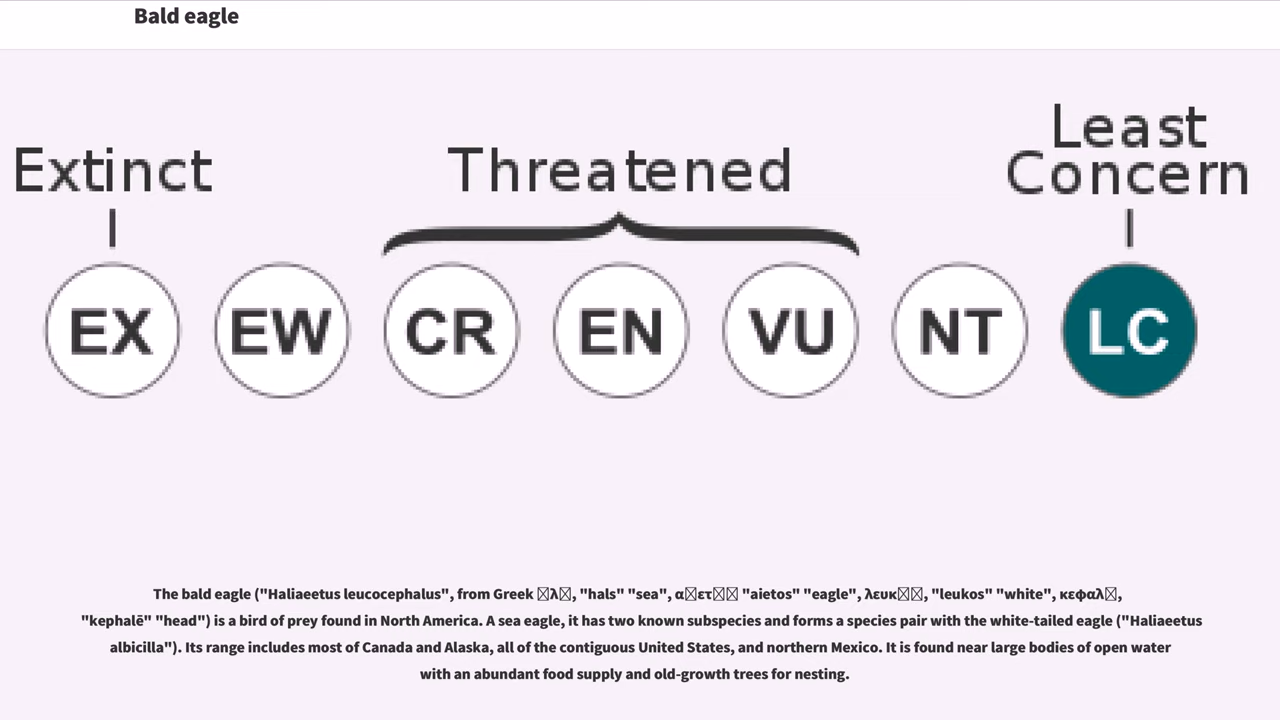 Bald eagle
Least
Extinct Threatened Concern
EX EW CR EN VU NT LC
The bald eagle ("Haliaeetus leucocephalus", from Greek □λ□, "hals" "sea", α□ετ□□ "aietos" "eagle", λευκ□□, "leukos" "white", κεφαλ□,
"kephalē" "head") is a bird of prey found in North America. A sea eagle, it has two known subspecies and forms a species pair with the white-tailed eagle ("Haliaeetus
albicilla"). Its range includes most of Canada and Alaska, all of the contiguous United States, and northern Mexico. It is found near large bodies of open water
with an abundant food supply and old-growth trees for nesting.